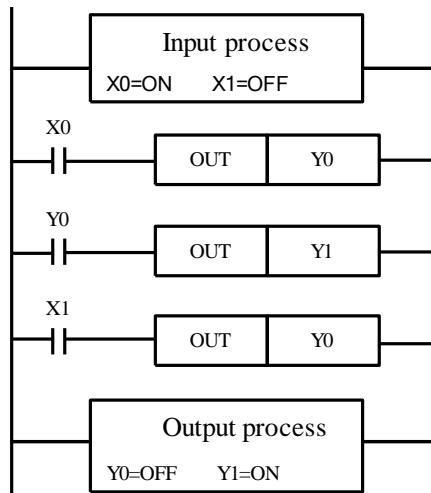 Input process
X0=ON X1=OFF
X0
OUT Y0
Y0
OUT Y1
X1
OUT Y0
Output process
Y0=OFF Y1=ON